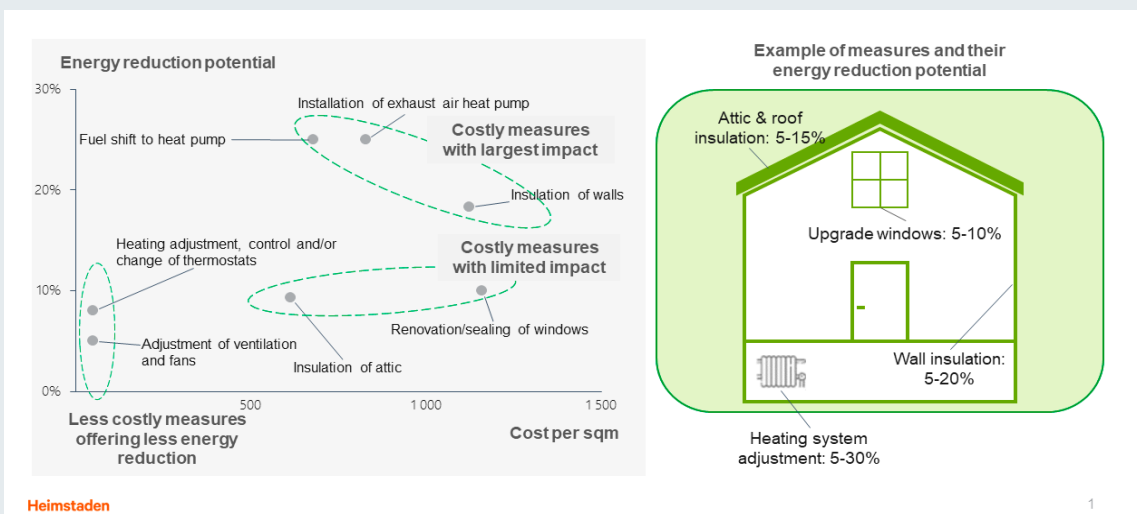 Energy reduction potential
30%
20%
10%
0%
500
1 000
1 500
Cost per sqm
Installation of exhaust air heat pump
Fuel shift to heat pump
Costly measures
with largest impact
Insulation of walls
Heating adjustment, control and/or
change of thermostats
Costly measures
with limited impact
Renovation/sealing of windows
Adjustment of ventilation
and fans
Insulation of attic
Less costly measures
offering less energy
reduction
Example of measures and their
energy reduction potential
Attic & roof
insulation: 5-15%
Upgrade windows: 5-10%
Wall insulation:
5-20%
Heating system
adjustment: 5-30%
Heimstaden
1